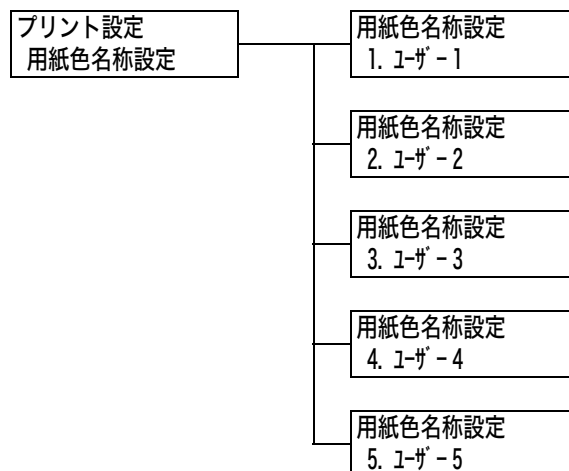 プリント設定
用紙色名称設定
用紙色名称設定
1. ﾕｰｻﾞｰ1
用紙色名称設定
2. ﾕｰｻﾞｰ2
用紙色名称設定
3. ﾕｰｻﾞｰ3
用紙色名称設定
4. ﾕｰｻﾞｰ4
用紙色名称設定
5. ﾕｰｻﾞｰ5